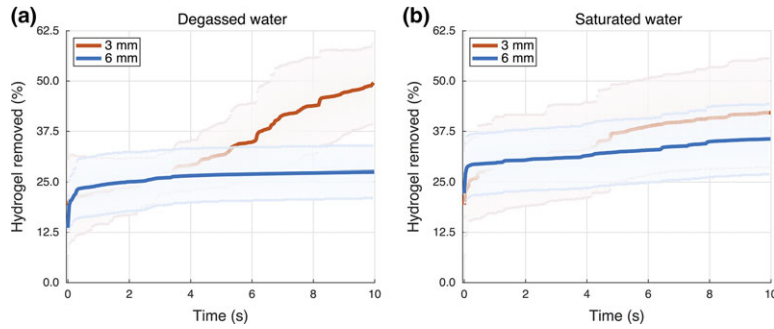 (a)
Degassed water
62.5
50.0
37.5
25.0
12.5
0.0
Hydrogel removed (%)
3 mm
6 mm
0 2 4 6 8 10
Time (s)
(b)
Saturated water
62.5
50.0
37.5
25.0
12.5
0.0
Hydrogel removed (%)
3 mm
6 mm
0 2 4 6 8 10
Time (s)